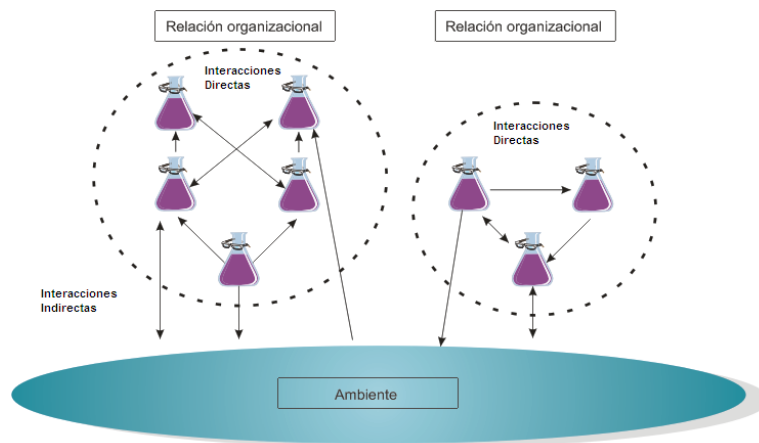 Relación organizacional
Relación organizacional
Interacciones
Directas
Interacciones
Directas
Interacciones
Indirectas
Ambiente